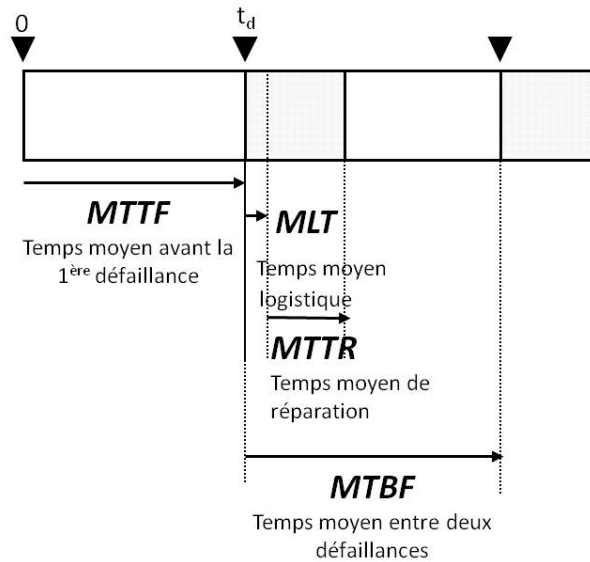 0
t_d
MTTF
Temps moyen avant la
1ère défaillance
MLT
Temps moyen
logistique
MTTR
Temps moyen de
réparation
MTBF
Temps moyen entre deux
défaillances